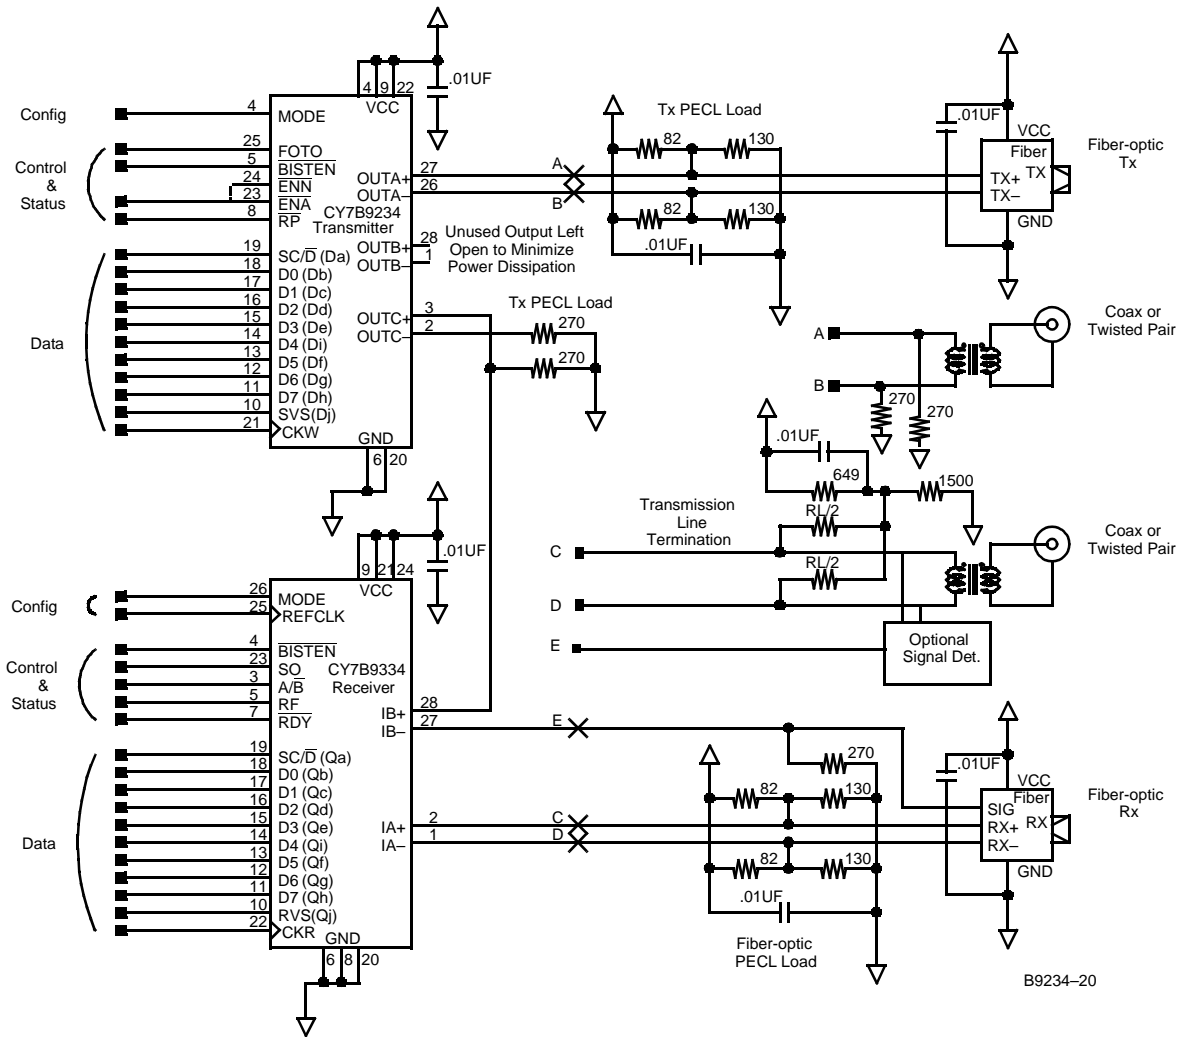 .01UF
4 9 22
VCC
Config
4
MODE
Control
&
Status
25
FOTO
5
BISTEN
24
ENN
23
ENA
8
RP
CY7B9234
Transmitter
27
OUTA+
26
OUTA–
28
OUTB+
1
OUTB–
3
OUTC+
2
OUTC–
Unused Output Left
Open to Minimize
Power Dissipation
Data
19
SC/D (Da)
18
D0 (Db)
17
D1 (Dc)
16
D2 (Dd)
15
D3 (De)
14
D4 (Di)
13
D5 (Df)
12
D6 (Dg)
11
D7 (Dh)
10
SVS(Dj)
21
CKW
GND
6 20
Tx PECL Load
82
130
A
B
82
130
.01UF
Tx PECL Load
270
270
.01UF
VCC
Fiber
TX
TX+
TX–
GND
Fiber-optic
Tx
A
B
270
270
Coax or
Twisted Pair
.01UF
649
1500
RL/2
RL/2
Transmission
Line
Termination
C
D
E
Optional
Signal Det.
Coax or
Twisted Pair
.01UF
9 21 24
VCC
Config
26
MODE
25
REFCLK
Control
&
Status
4
BISTEN
23
SO
3
A/B
5
RF
7
RDY
CY7B9334
Receiver
28
IB+
27
IB–
2
IA+
1
IA–
Data
19
SC/D (Qa)
18
D0 (Qb)
17
D1 (Qc)
16
D2 (Qd)
15
D3 (Qe)
14
D4 (Qi)
13
D5 (Qf)
12
D6 (Qg)
11
D7 (Qh)
10
RVS(Qj)
22
CKR
GND
6 8 20
E
C
D
270
82
130
82
130
.01UF
Fiber-optic
PECL Load
.01UF
VCC
Fiber
SIG
RX
RX+
RX–
GND
Fiber-optic
Rx
B9234–20